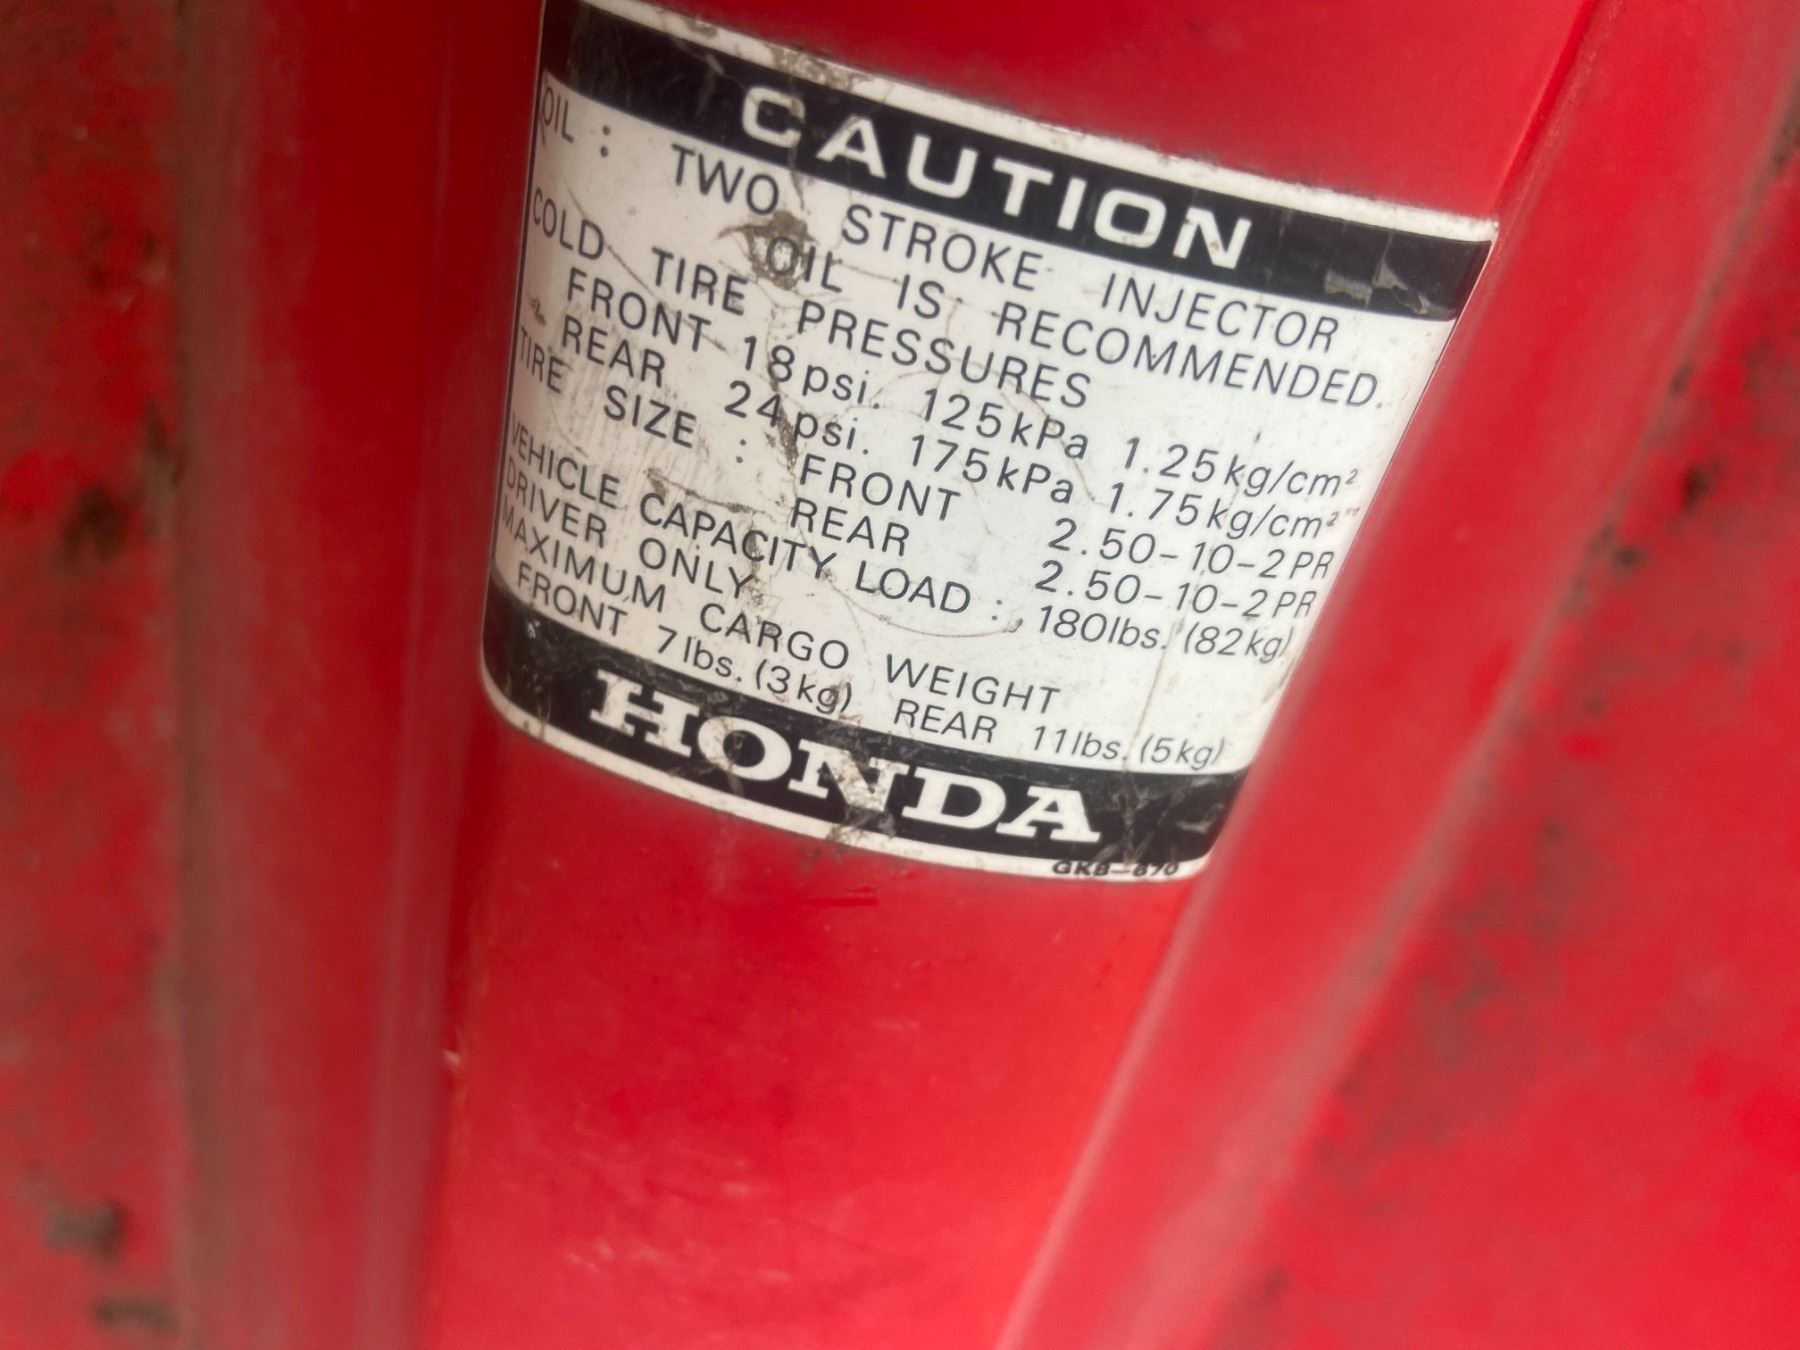 CAUTION
OIL : TWO STROKE INJECTOR
OIL IS RECOMMENDED.
COLD TIRE PRESSURES
FRONT 18psi. 125kPa 1.25kg/cm²
REAR 24psi. 175kPa 1.75kg/cm²
TIRE SIZE : FRONT 2.50-10-2PR
REAR 2.50-10-2PR
VEHICLE CAPACITY LOAD : 180lbs. (82kg)
DRIVER ONLY
MAXIMUM CARGO WEIGHT
FRONT 7lbs. (3kg) REAR 11lbs. (5kg)
HONDA
GK8-870